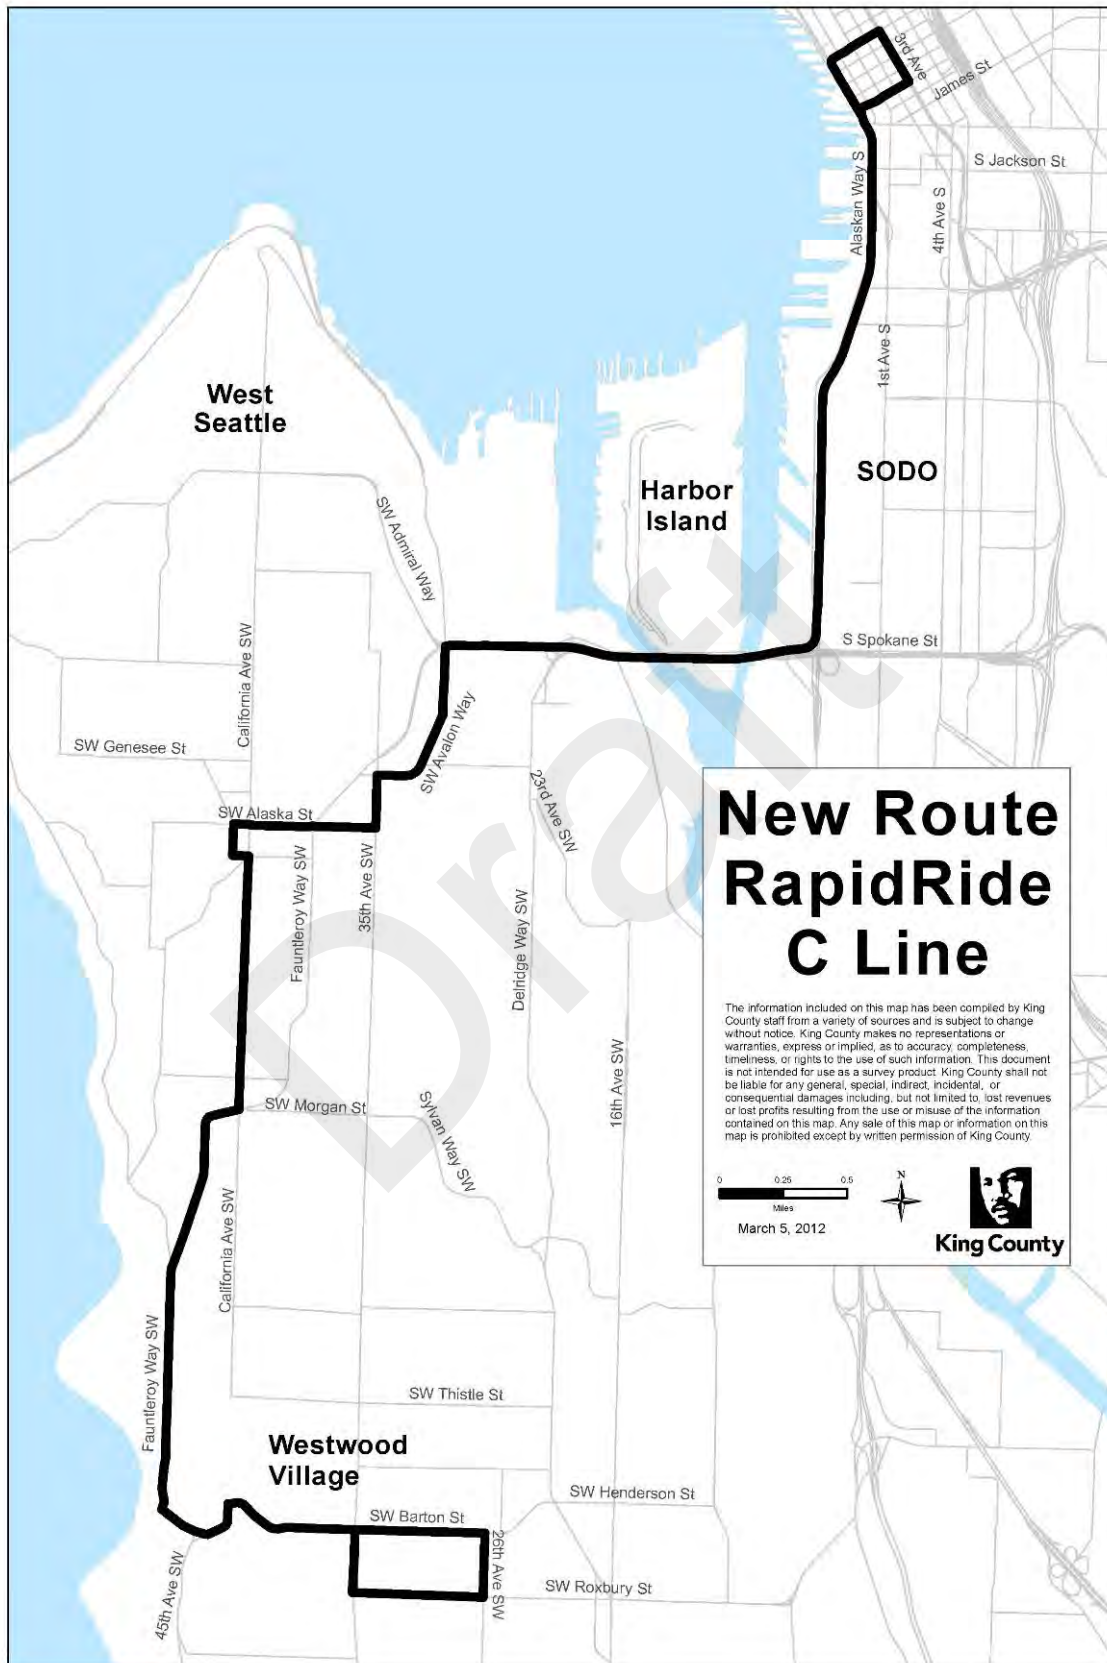 3rd Ave
James St
S Jackson St
Alaskan Way S
4th Ave S
1st Ave S
West
Seattle
SODO
Harbor
Island
SW Admiral Way
S Spokane St
California Ave SW
SW Avalon Way
SW Genesee St
23rd Ave SW
SW Alaska St
Fauntleroy Way SW
35th Ave SW
Delridge Way SW
16th Ave SW
SW Morgan St
Sylvan Way SW
California Ave SW
Fauntleroy Way SW
SW Thistle St
Westwood
Village
SW Henderson St
SW Barton St
26th Ave SW
SW Roxbury St
45th Ave SW
Draft
New Route
RapidRide
C Line
The information included on this map has been compiled by King
County staff from a variety of sources and is subject to change
without notice. King County makes no representations or
warranties, express or implied, as to accuracy, completeness,
timeliness, or rights to the use of such information. This document
is not intended for use as a survey product. King County shall not
be liable for any general, special, indirect, incidental, or
consequential damages including, but not limited to, lost revenues
or lost profits resulting from the use or misuse of the information
contained on this map. Any sale of this map or information on this
map is prohibited except by written permission of King County.
0 0.25 0.5
Miles
N
March 5, 2012
King County